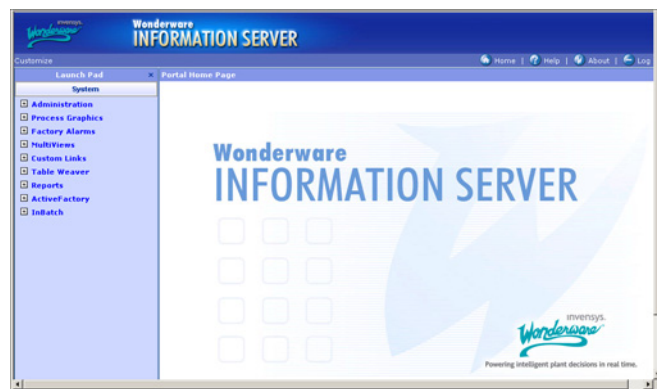 invensys.
Wonderware
Wonderware
INFORMATION SERVER
Customize
Home | Help | About | Log
Launch Pad × Portal Home Page
System
Administration
Process Graphics
Factory Alarms
MultiViews
Custom Links
Table Weaver
Reports
ActiveFactory
InBatch
Wonderware
INFORMATION SERVER
invensys.
Wonderware
Powering intelligent plant decisions in real time.